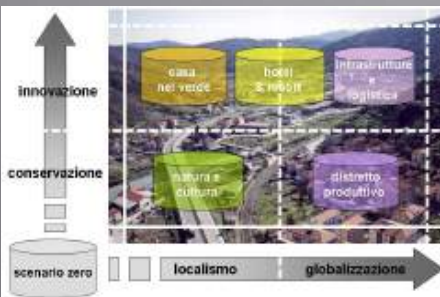 innovazione
conservazione
scenario zero
casa
nel verde
hotel
& resort
infrastrutture
e
logistica
natura e
cultura
distretto
produttivo
localismo
globalizzazione